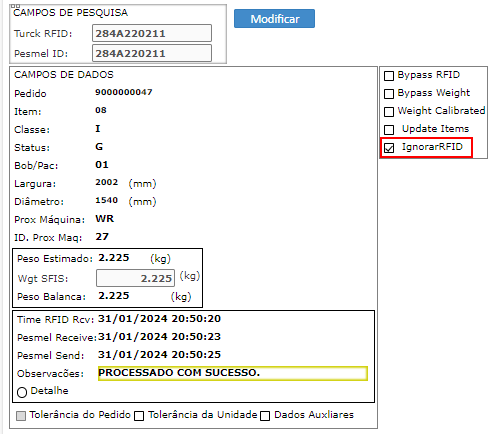 CAMPOS DE PESQUISA
Turck RFID: 284A220211
Pesmel ID: 284A220211
Modificar
CAMPOS DE DADOS
Pedido 9000000047
Item: 08
Classe: I
Status: G
Bob/Pac: 01
Largura: 2002 (mm)
Diâmetro: 1540 (mm)
Prox Máquina: WR
ID. Prox Maq: 27
Peso Estimado: 2.225 (kg)
Wgt SFIS: 2.225 (kg)
Peso Balanca: 2.225 (kg)
Time RFID Rcv: 31/01/2024 20:50:20
Pesmel Receive: 31/01/2024 20:50:23
Pesmel Send: 31/01/2024 20:50:25
Observacões: PROCESSADO COM SUCESSO.
Detalhe
Tolerância do Pedido Tolerância da Unidade Dados Auxliares
Bypass RFID
Bypass Weight
Weight Calibrated
Update Items
IgnorarRFID